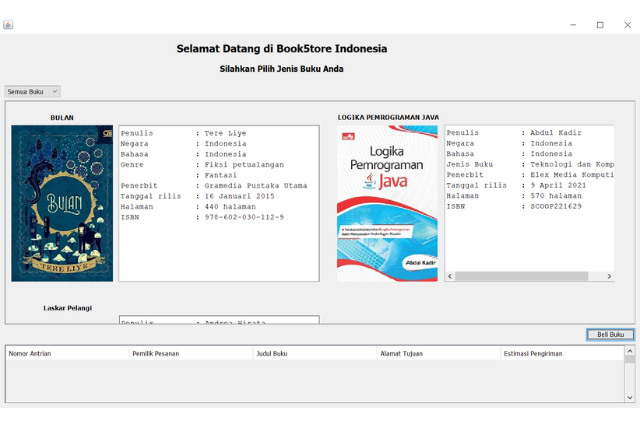 Selamat Datang di Book5tore Indonesia
Silahkan Pilih Jenis Buku Anda
Semua Buku
BULAN
BULAN
TERE LIYE
Penulis : Tere Liye
Negara : Indonesia
Bahasa : Indonesia
Genre : Fiksi petualangan
: Fantasi
Penerbit : Gramedia Pustaka Utama
Tanggal rilis : 16 Januari 2015
Halaman : 440 halaman
ISBN : 978-602-030-112-9
LOGIKA PEMROGRAMAN JAVA
Logika
Pemrograman
Java
Abdul Kadir
Penulis : Abdul Kadir
Negara : Indonesia
Bahasa : Indonesia
Jenis Buku : Teknologi dan Komp
Penerbit : Elex Media Komputi
Tanggal rilis : 9 April 2021
Halaman : 570 halaman
ISBN : SCOOP221629
Laskar Pelangi
Penulis : Andrea Hirata
Beli Buku
Nomor Antrian Pemilik Pesanan Judul Buku Alamat Tujuan Estimasi Pengiriman